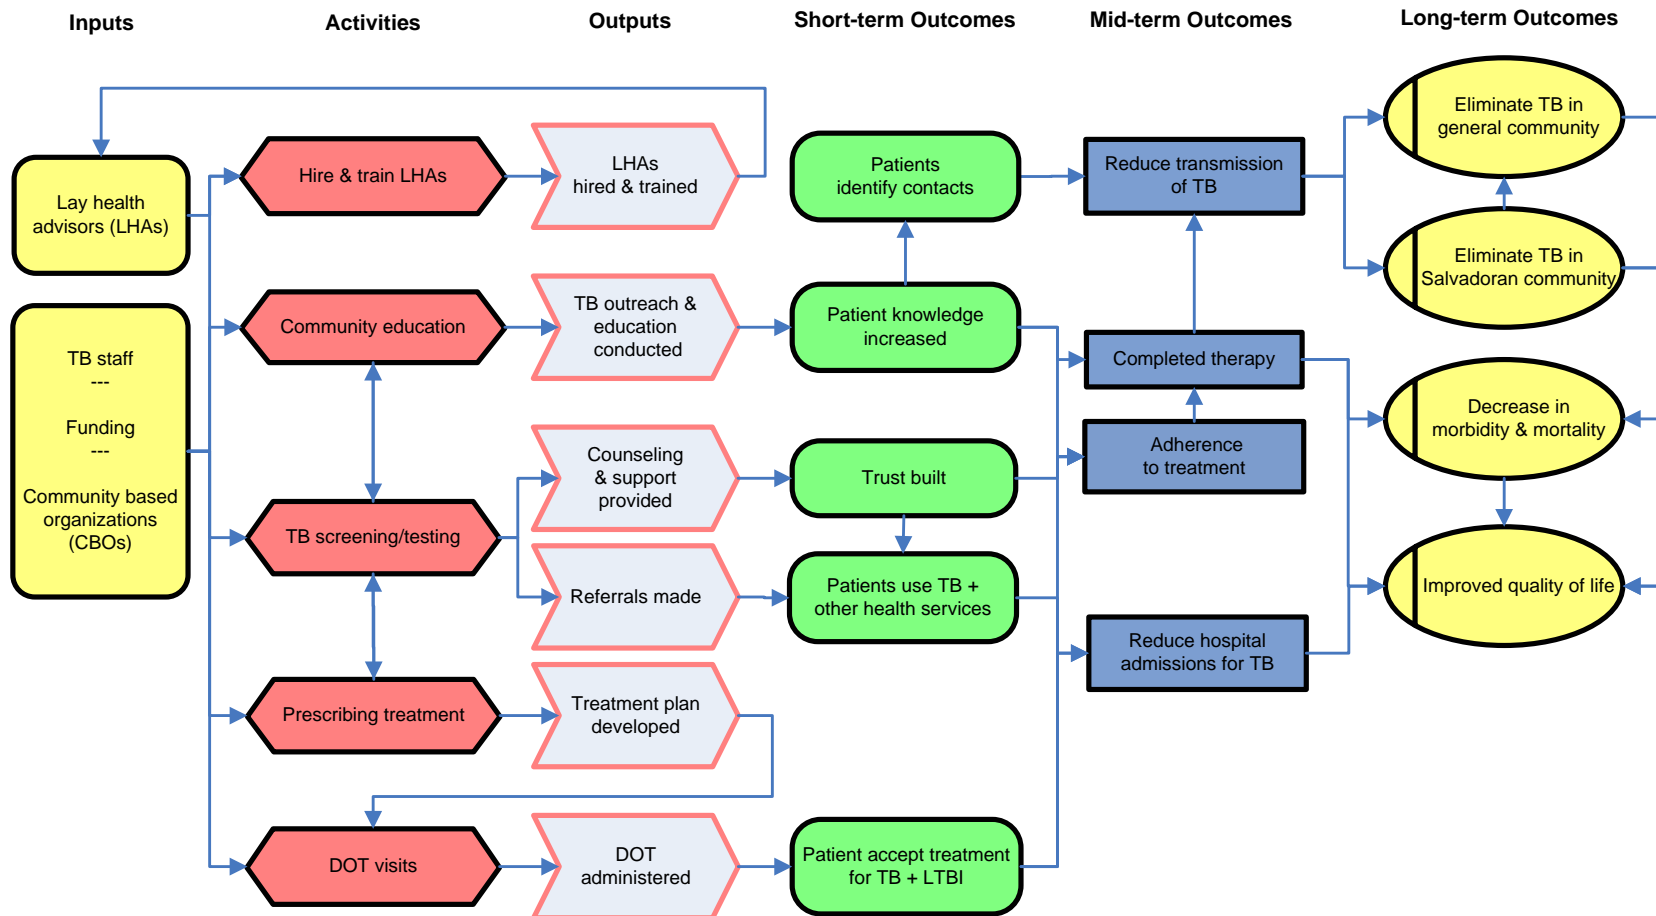 Inputs
Activities
Outputs
Short-term Outcomes
Mid-term Outcomes
Long-term Outcomes
Lay health
advisors (LHAs)
TB staff
---
Funding
---
Community based
organizations
(CBOs)
Hire & train LHAs
Community education
TB screening/testing
Prescribing treatment
DOT visits
LHAs
hired & trained
TB outreach &
education
conducted
Counseling
& support
provided
Referrals made
Treatment plan
developed
DOT
administered
Patients
identify contacts
Patient knowledge
increased
Trust built
Patients use TB +
other health services
Patient accept treatment
for TB + LTBI
Reduce transmission
of TB
Completed therapy
Adherence
to treatment
Reduce hospital
admissions for TB
Eliminate TB in
general community
Eliminate TB in
Salvadoran community
Decrease in
morbidity & mortality
Improved quality of life